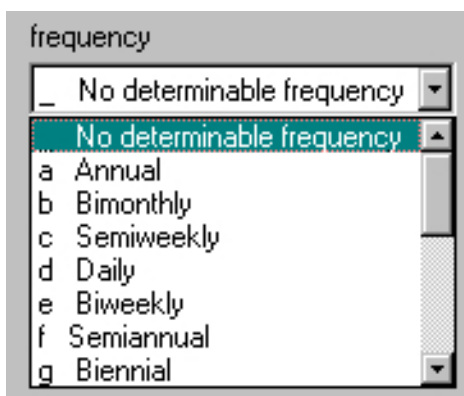 frequency
_ No determinable frequency
_ No determinable frequency
a Annual
b Bimonthly
c Semiweekly
d Daily
e Biweekly
f Semiannual
g Biennial